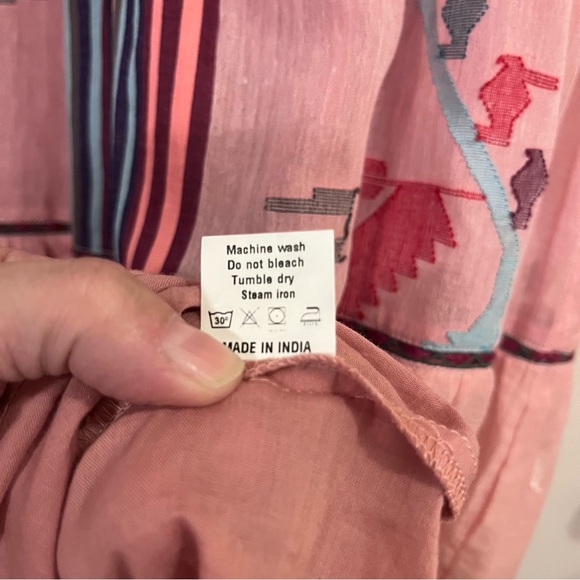 Machine wash
Do not bleach
Tumble dry
Steam iron
30°
MADE IN INDIA